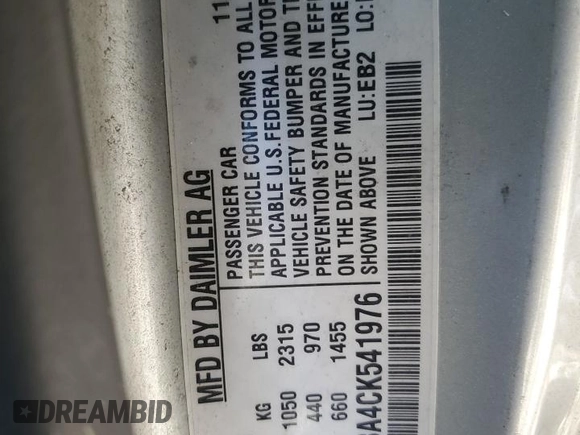 MFD BY DAIMLER AG
KG LBS
1050 2315
440 970
660 1455
PASSENGER CAR 11
THIS VEHICLE CONFORMS TO ALL
APPLICABLE U.S. FEDERAL MOTOR
VEHICLE SAFETY BUMPER AND
PREVENTION STANDARDS IN
ON THE DATE OF MANUFACTURE
SHOWN ABOVE LU:EB2 LO:
A4CK541976
DREAMBID